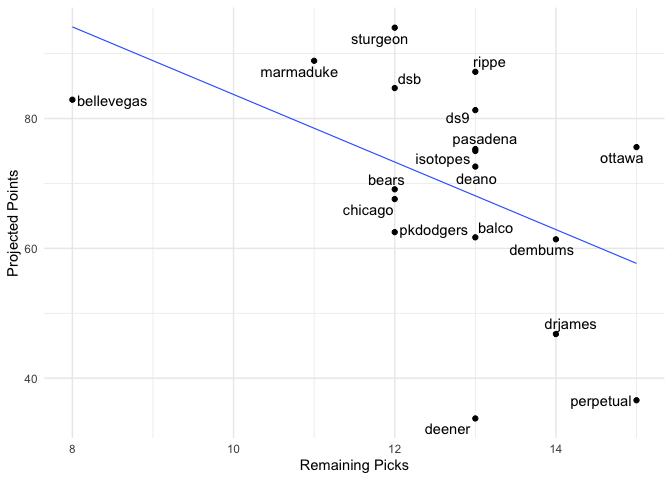 sturgeon
rippe
marmaduke
dsb
bellevegas
80
ds9
pasadena
isotopes
ottawa
deano
bears
chicago
pkdodgers
balco
60
dembums
drjames
40
perpetual
deener
8
10
12
14
Remaining Picks
Projected Points